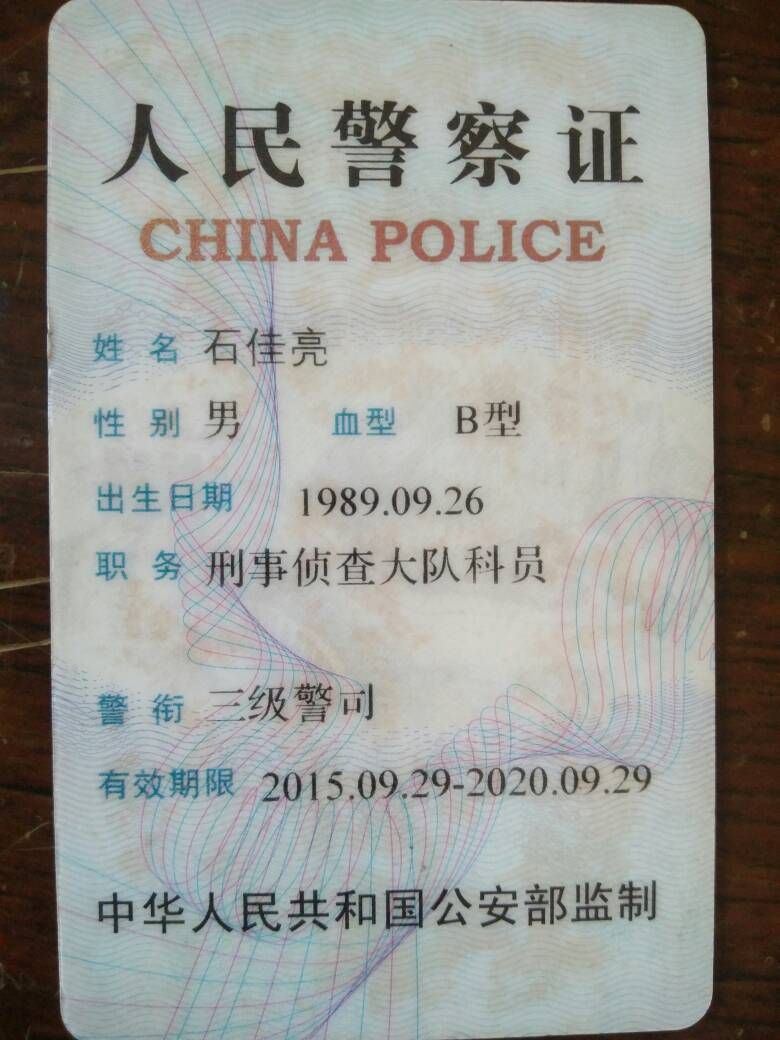 人民警察证
CHINA POLICE
姓 名 石佳亮
性 别 男 血型 B型
出生日期 1989.09.26
职 务 刑事侦查大队科员
警 衔 三级警司
有效期限 2015.09.29-2020.09.29
中华人民共和国公安部监制